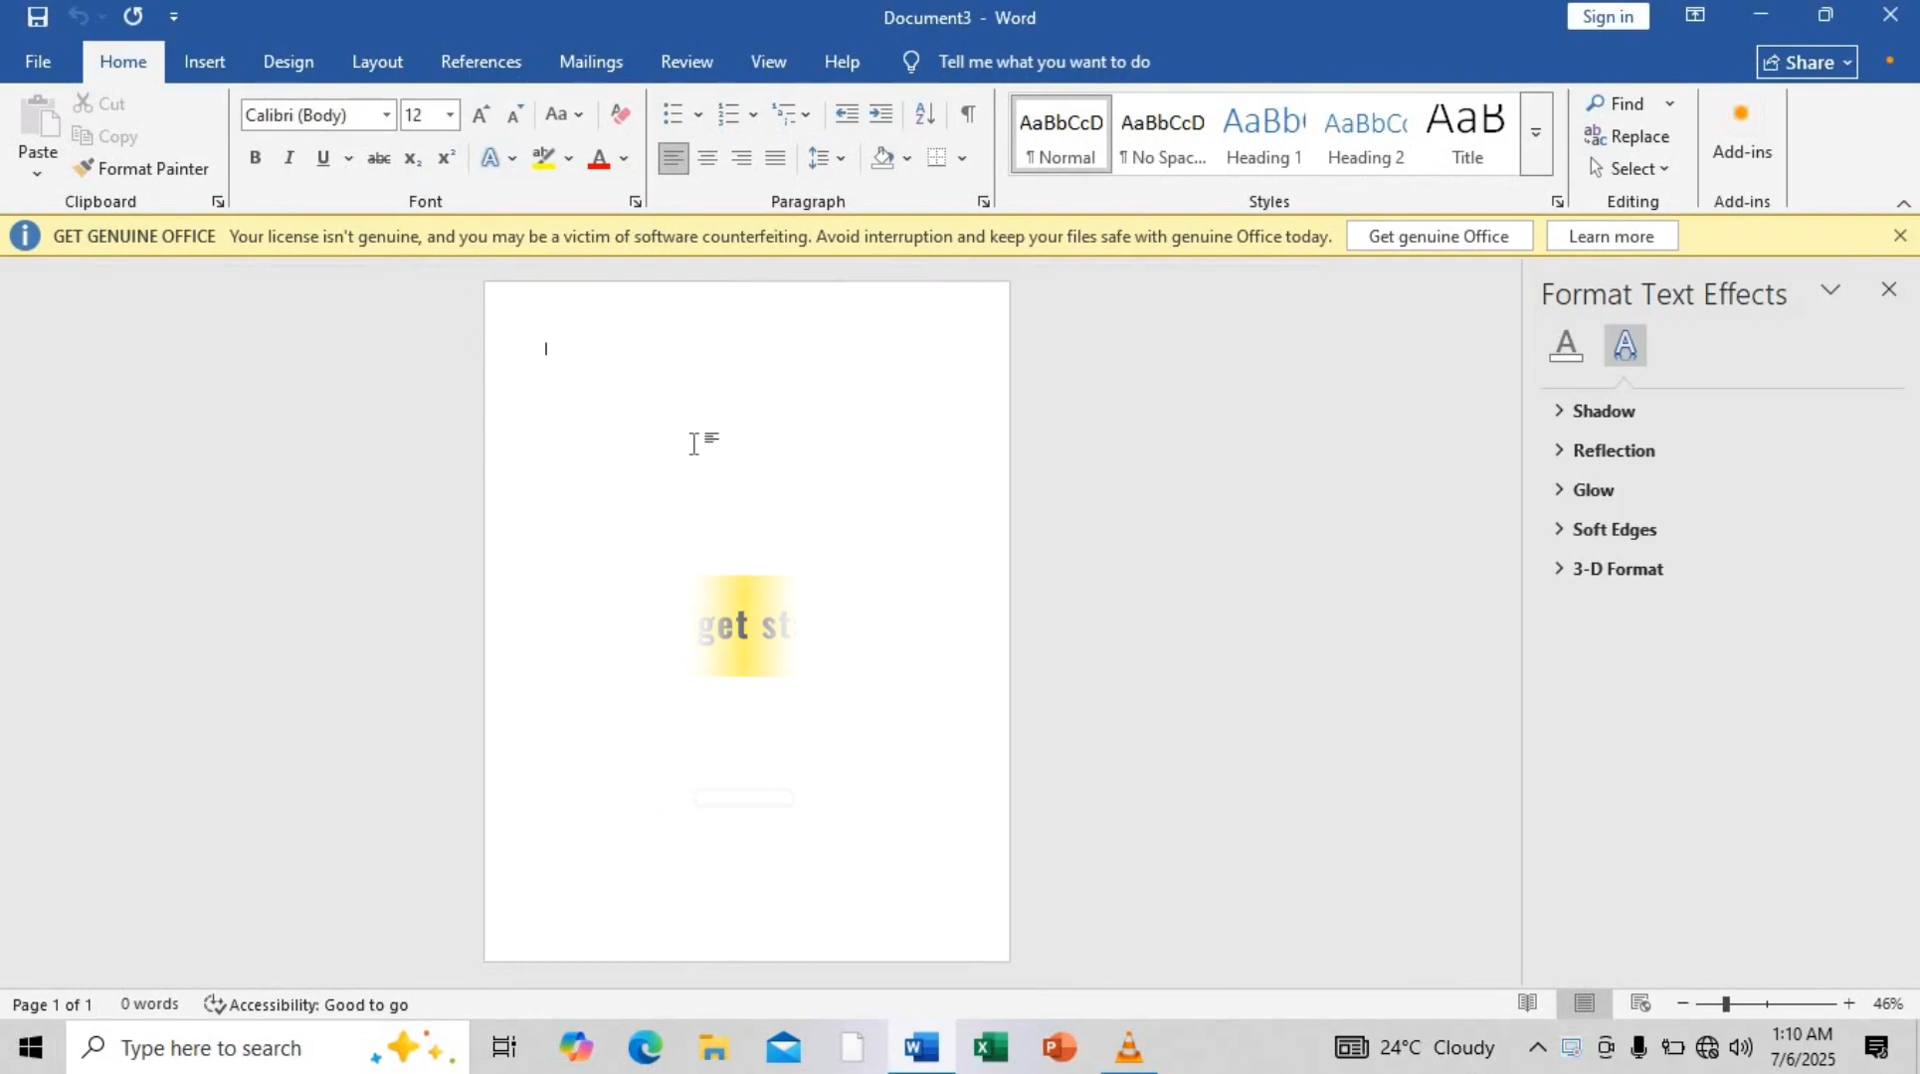 Document3 - Word
Sign in
File Home Insert Design Layout References Mailings Review View Help Tell me what you want to do Share
Paste
Cut
Copy
Format Painter
Clipboard
Calibri (Body) 12
Font
Paragraph
AaBbCcD
¶ Normal
AaBbCcD
¶ No Spac...
Heading 1
Heading 2
Title
Styles
Find
Replace
Select
Editing
Add-ins
Add-ins
GET GENUINE OFFICE Your license isn't genuine, and you may be a victim of software counterfeiting. Avoid interruption and keep your files safe with genuine Office today. Get genuine Office Learn more
Format Text Effects
Shadow
Reflection
Glow
Soft Edges
3-D Format
get st
Page 1 of 1 0 words Accessibility: Good to go 46%
Type here to search
24°C Cloudy
1:10 AM
7/6/2025